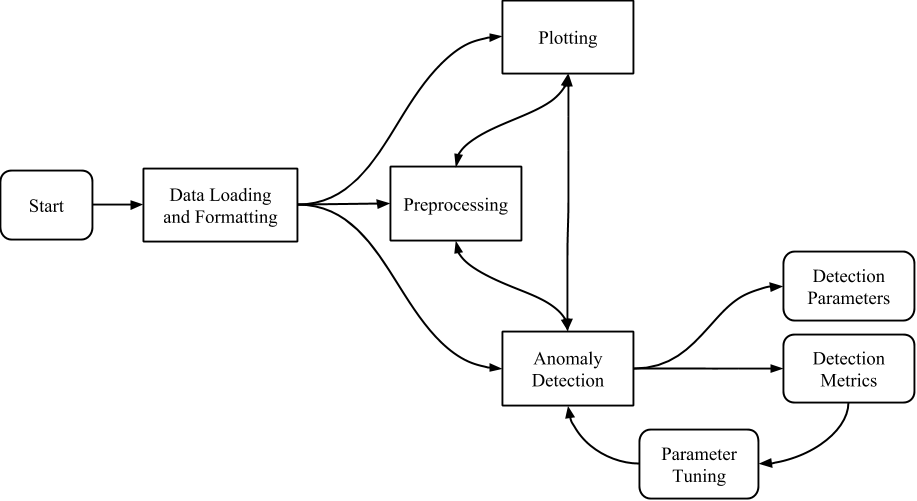 Plotting
Start
Data Loading
and Formatting
Preprocessing
Detection
Parameters
Anomaly
Detection
Detection
Metrics
Parameter
Tuning